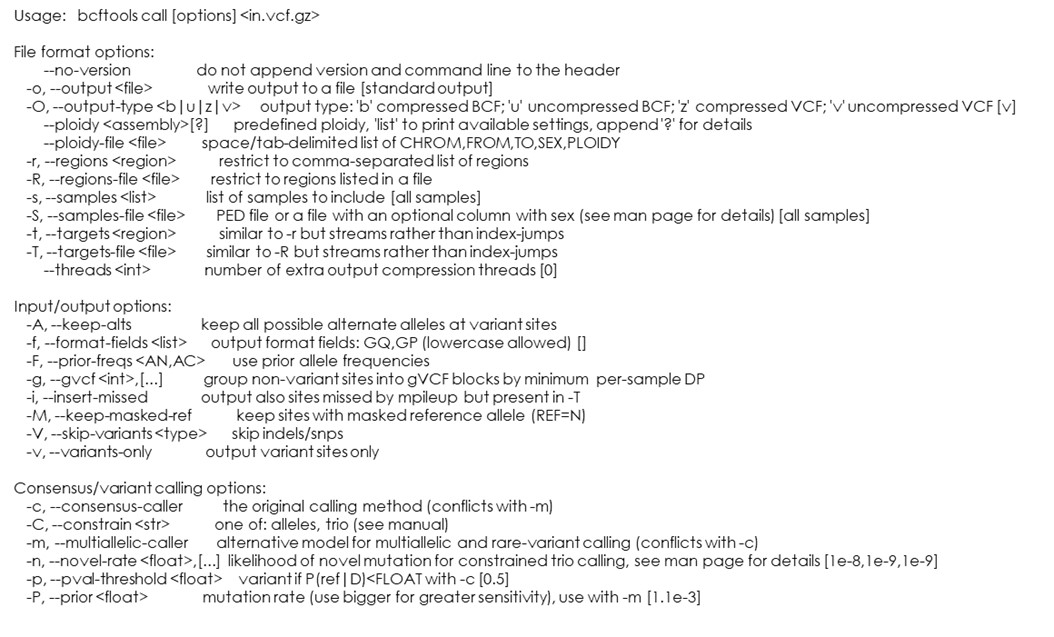 Usage: bcftools call [options] <in.vcf.gz>
File format options:
--no-version do not append version and command line to the header
-o, --output <file> write output to a file [standard output]
-O, --output-type <b|u|z|v> output type: 'b' compressed BCF; 'u' uncompressed BCF; 'z' compressed VCF; 'v' uncompressed VCF [v]
--ploidy <assembly>[?] predefined ploidy, 'list' to print available settings, append '?' for details
--ploidy-file <file> space/tab-delimited list of CHROM,FROM,TO,SEX,PLOIDY
-r, --regions <region> restrict to comma-separated list of regions
-R, --regions-file <file> restrict to regions listed in a file
-s, --samples <list> list of samples to include [all samples]
-S, --samples-file <file> PED file or a file with an optional column with sex (see man page for details) [all samples]
-t, --targets <region> similar to -r but streams rather than index-jumps
-T, --targets-file <file> similar to -R but streams rather than index-jumps
--threads <int> number of extra output compression threads [0]
Input/output options:
-A, --keep-alts keep all possible alternate alleles at variant sites
-f, --format-fields <list> output format fields: GQ,GP (lowercase allowed) []
-F, --prior-freqs <AN,AC> use prior allele frequencies
-g, --gvcf <int>,[...] group non-variant sites into gVCF blocks by minimum per-sample DP
-i, --insert-missed output also sites missed by mpileup but present in -T
-M, --keep-masked-ref keep sites with masked reference allele (REF=N)
-V, --skip-variants <type> skip indels/snps
-v, --variants-only output variant sites only
Consensus/variant calling options:
-c, --consensus-caller the original calling method (conflicts with -m)
-C, --constrain <str> one of: alleles, trio (see manual)
-m, --multiallelic-caller alternative model for multiallelic and rare-variant calling (conflicts with -c)
-n, --novel-rate <float>,[...] likelihood of novel mutation for constrained trio calling, see man page for details [1e-8,1e-9,1e-9]
-p, --pval-threshold <float> variant if P(ref|D)<FLOAT with -c [0.5]
-P, --prior <float> mutation rate (use bigger for greater sensitivity), use with -m [1.1e-3]